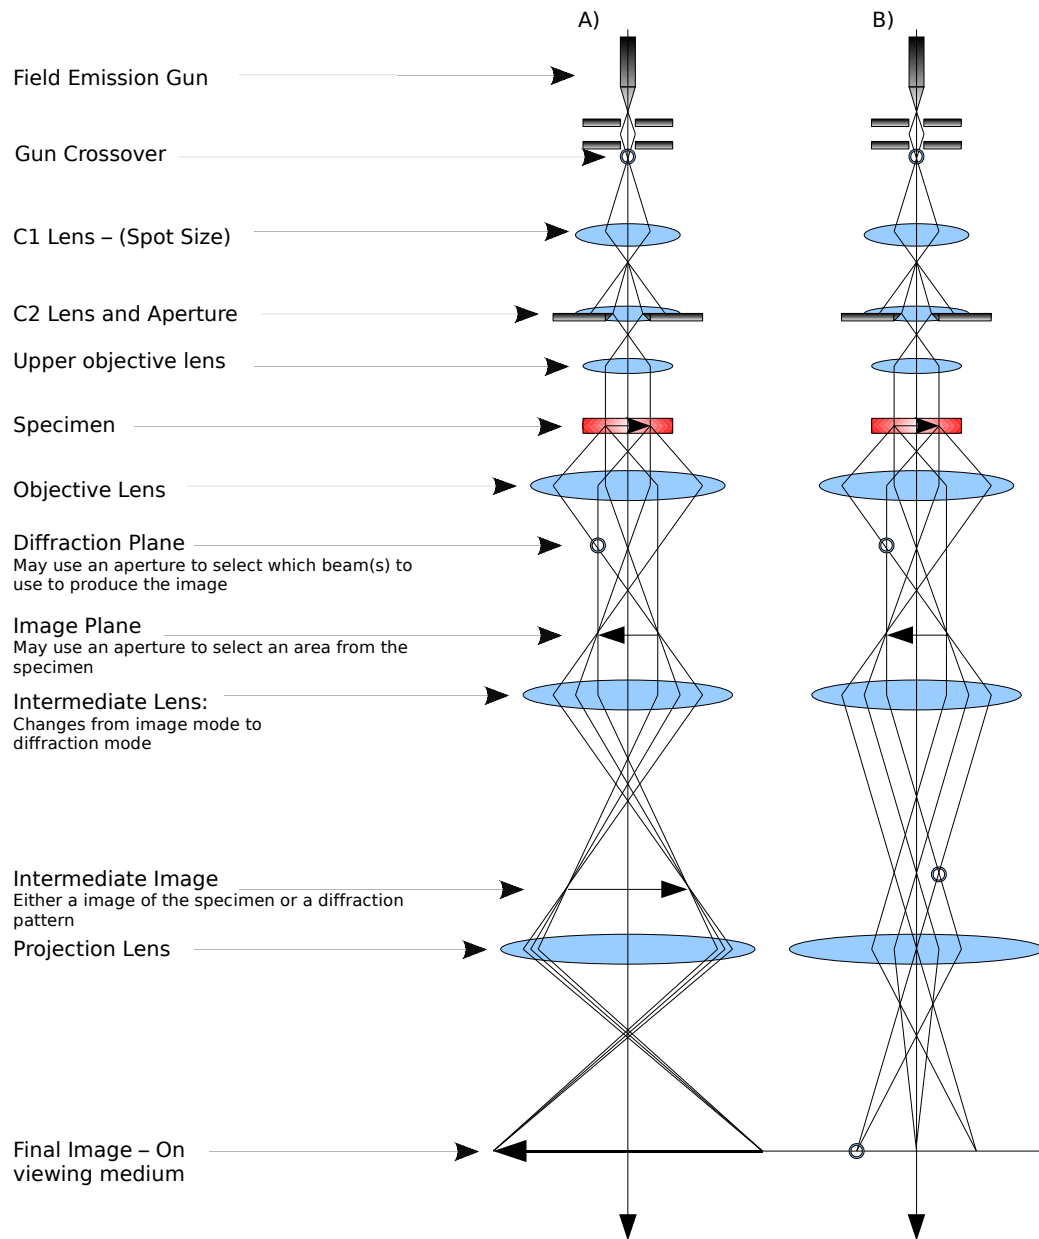 A)
B)
Field Emission Gun
Gun Crossover
C1 Lens – (Spot Size)
C2 Lens and Aperture
Upper objective lens
Specimen
Objective Lens
Diffraction Plane
May use an aperture to select which beam(s) to
use to produce the image
Image Plane
May use an aperture to select an area from the
specimen
Intermediate Lens:
Changes from image mode to
diffraction mode
Intermediate Image
Either a image of the specimen or a diffraction
pattern
Projection Lens
Final Image – On
viewing medium